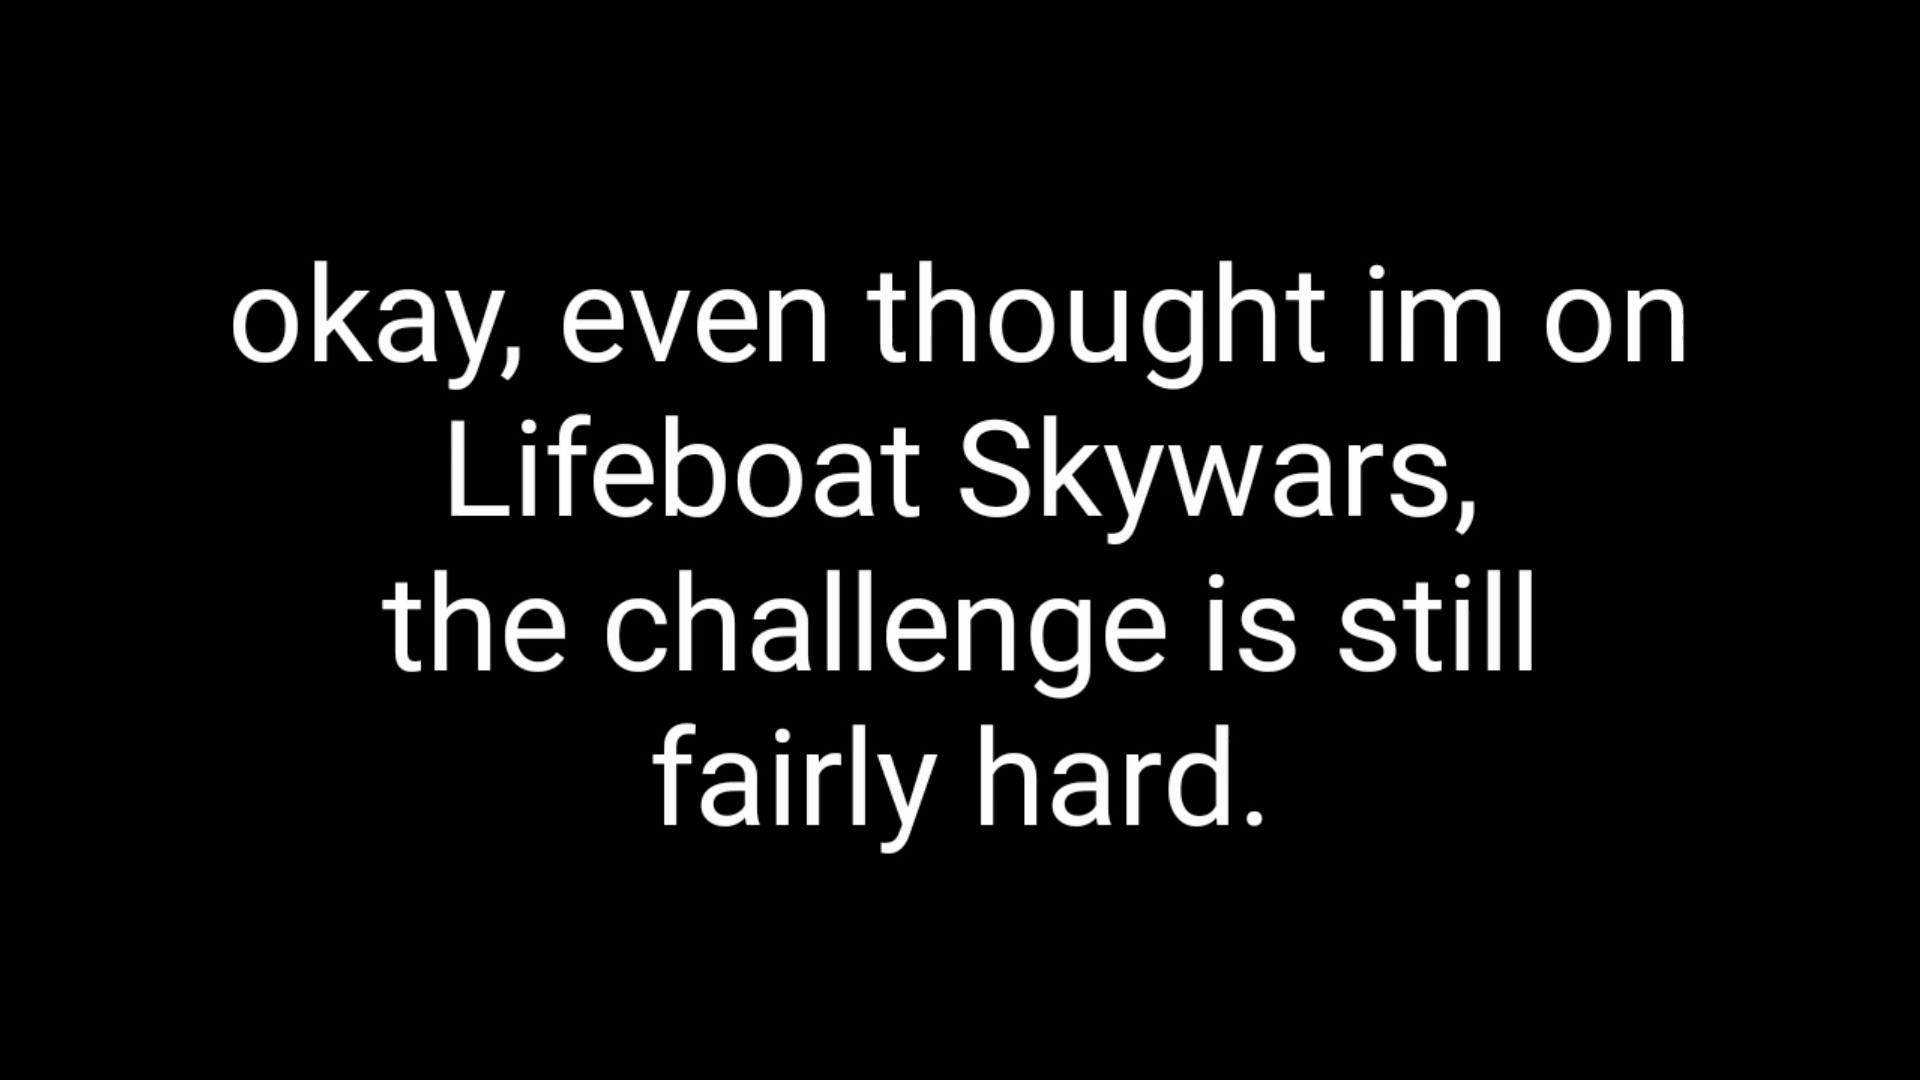 okay, even thought im on
Lifeboat Skywars,
the challenge is still
fairly hard.